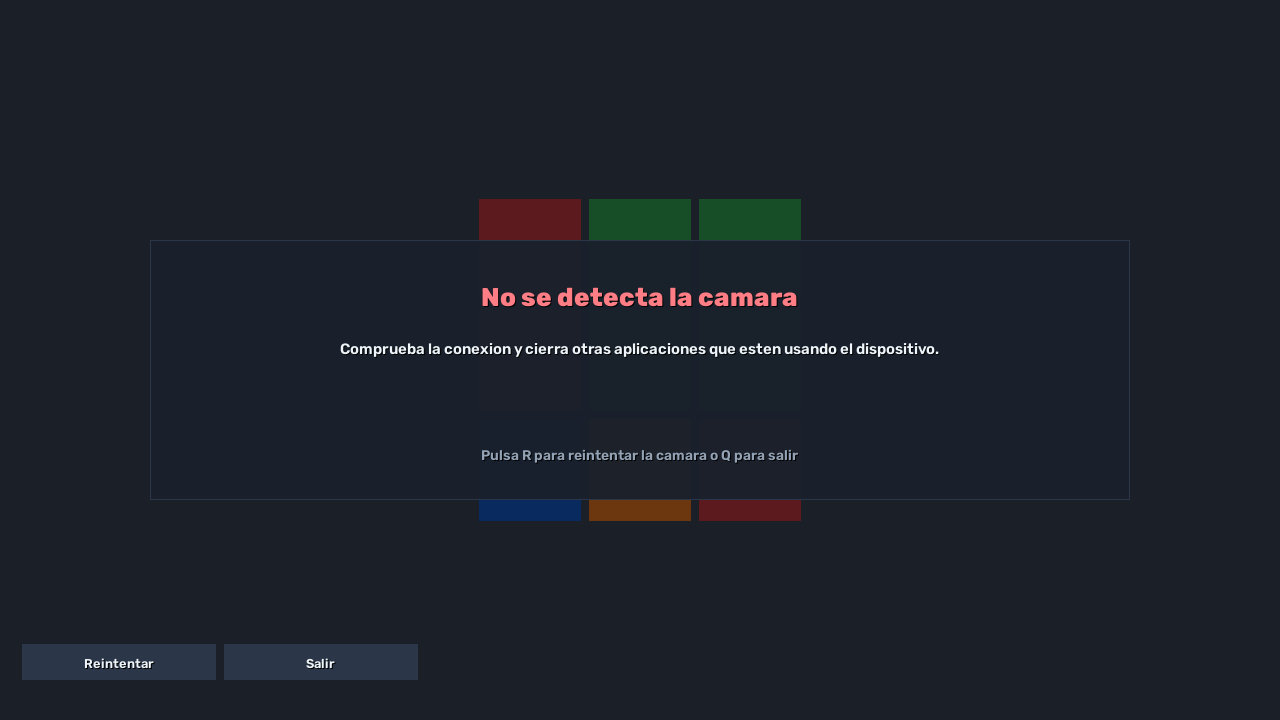 No se detecta la camara
Comprueba la conexion y cierra otras aplicaciones que esten usando el dispositivo.
Pulsa R para reintentar la camara o Q para salir
Reintentar
Salir